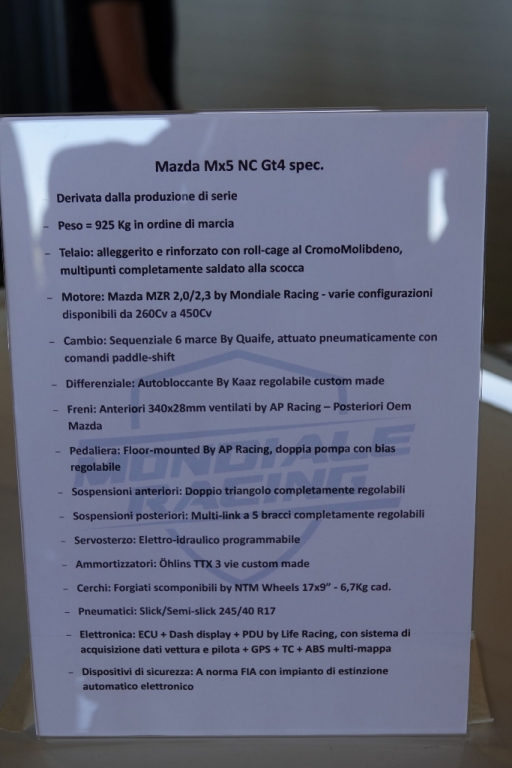 Mazda Mx5 NC Gt4 spec.
Derivata dalla produzione di serie
- Peso = 925 Kg in ordine di marcia
- Telaio: alleggerito e rinforzato con roll-cage al CromoMolibdeno,
multipunti completamente saldato alla scocca
- Motore: Mazda MZR 2,0/2,3 by Mondiale Racing - varie configurazioni
disponibili da 260Cv a 450Cv
- Cambio: Sequenziale 6 marce By Quaife, attuato pneumaticamente con
comandi paddle-shift
- Differenziale: Autobloccante By Kaaz regolabile custom made
- Freni: Anteriori 340x28mm ventilati by AP Racing – Posteriori Oem
Mazda
- Pedaliera: Floor-mounted By AP Racing, doppia pompa con bias
regolabile
- Sospensioni anteriori: Doppio triangolo completamente regolabili
- Sospensioni posteriori: Multi-link a 5 bracci completamente regolabili
- Servosterzo: Elettro-idraulico programmabile
- Ammortizzatori: Öhlins TTX 3 vie custom made
- Cerchi: Forgiati scomponibili by NTM Wheels 17x9” - 6,7Kg cad.
- Pneumatici: Slick/Semi-slick 245/40 R17
- Elettronica: ECU + Dash display + PDU by Life Racing, con sistema di
acquisizione dati vettura e pilota + GPS + TC + ABS multi-mappa
- Dispositivi di sicurezza: A norma FIA con impianto di estinzione
automatico elettronico
MONDIALE
RACING